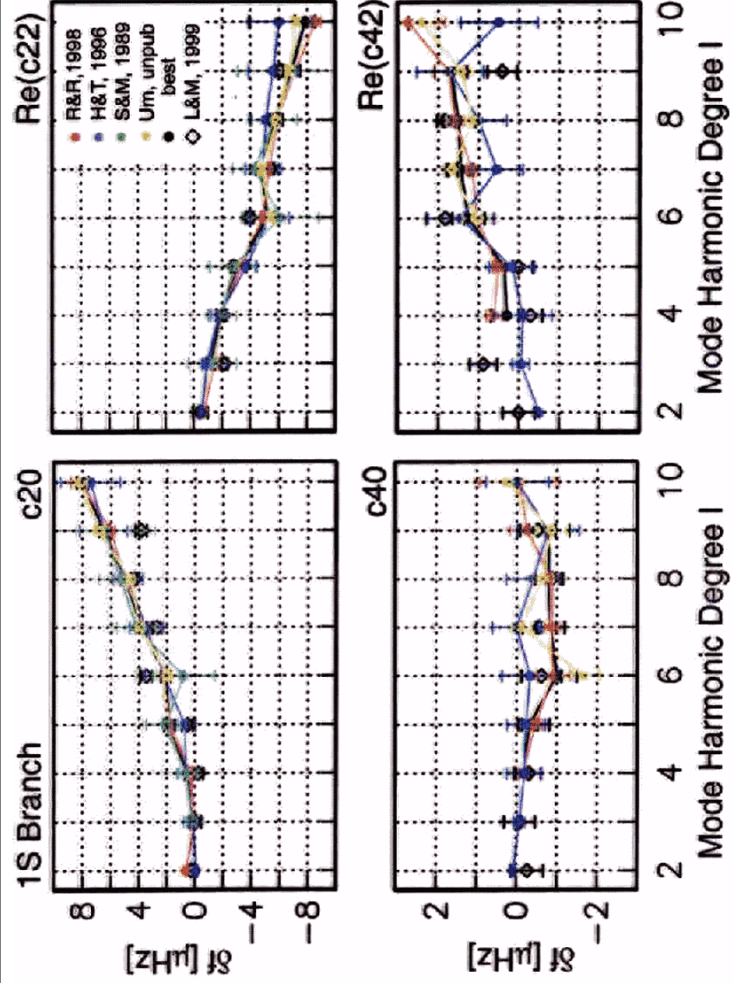 1S Branch
c20
Re(c22)
R&R,1998
H&T, 1996
S&M, 1989
Um, unpub
best
L&M, 1999
δf [μHz]
8
4
0
−4
−8
c40
Re(c42)
δf [μHz]
2
0
−2
2 4 6 8 10
2 4 6 8 10
Mode Harmonic Degree l
Mode Harmonic Degree l